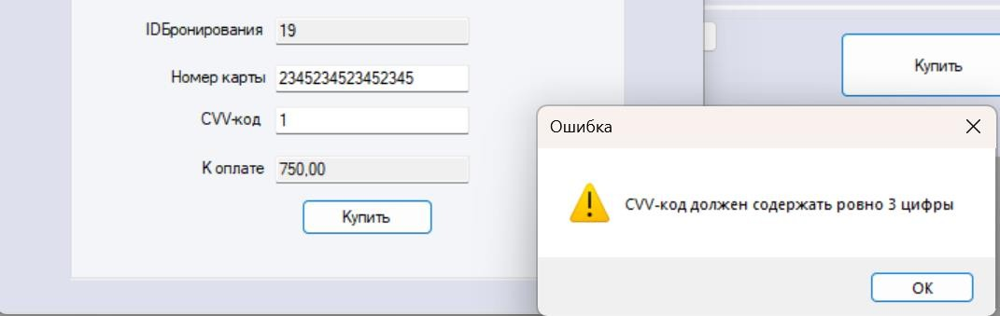 IDБронирования 19
Номер карты 2345234523452345
CVV-код 1
К оплате 750,00
Купить
Купить
Ошибка
CVV-код должен содержать ровно 3 цифры
ОК